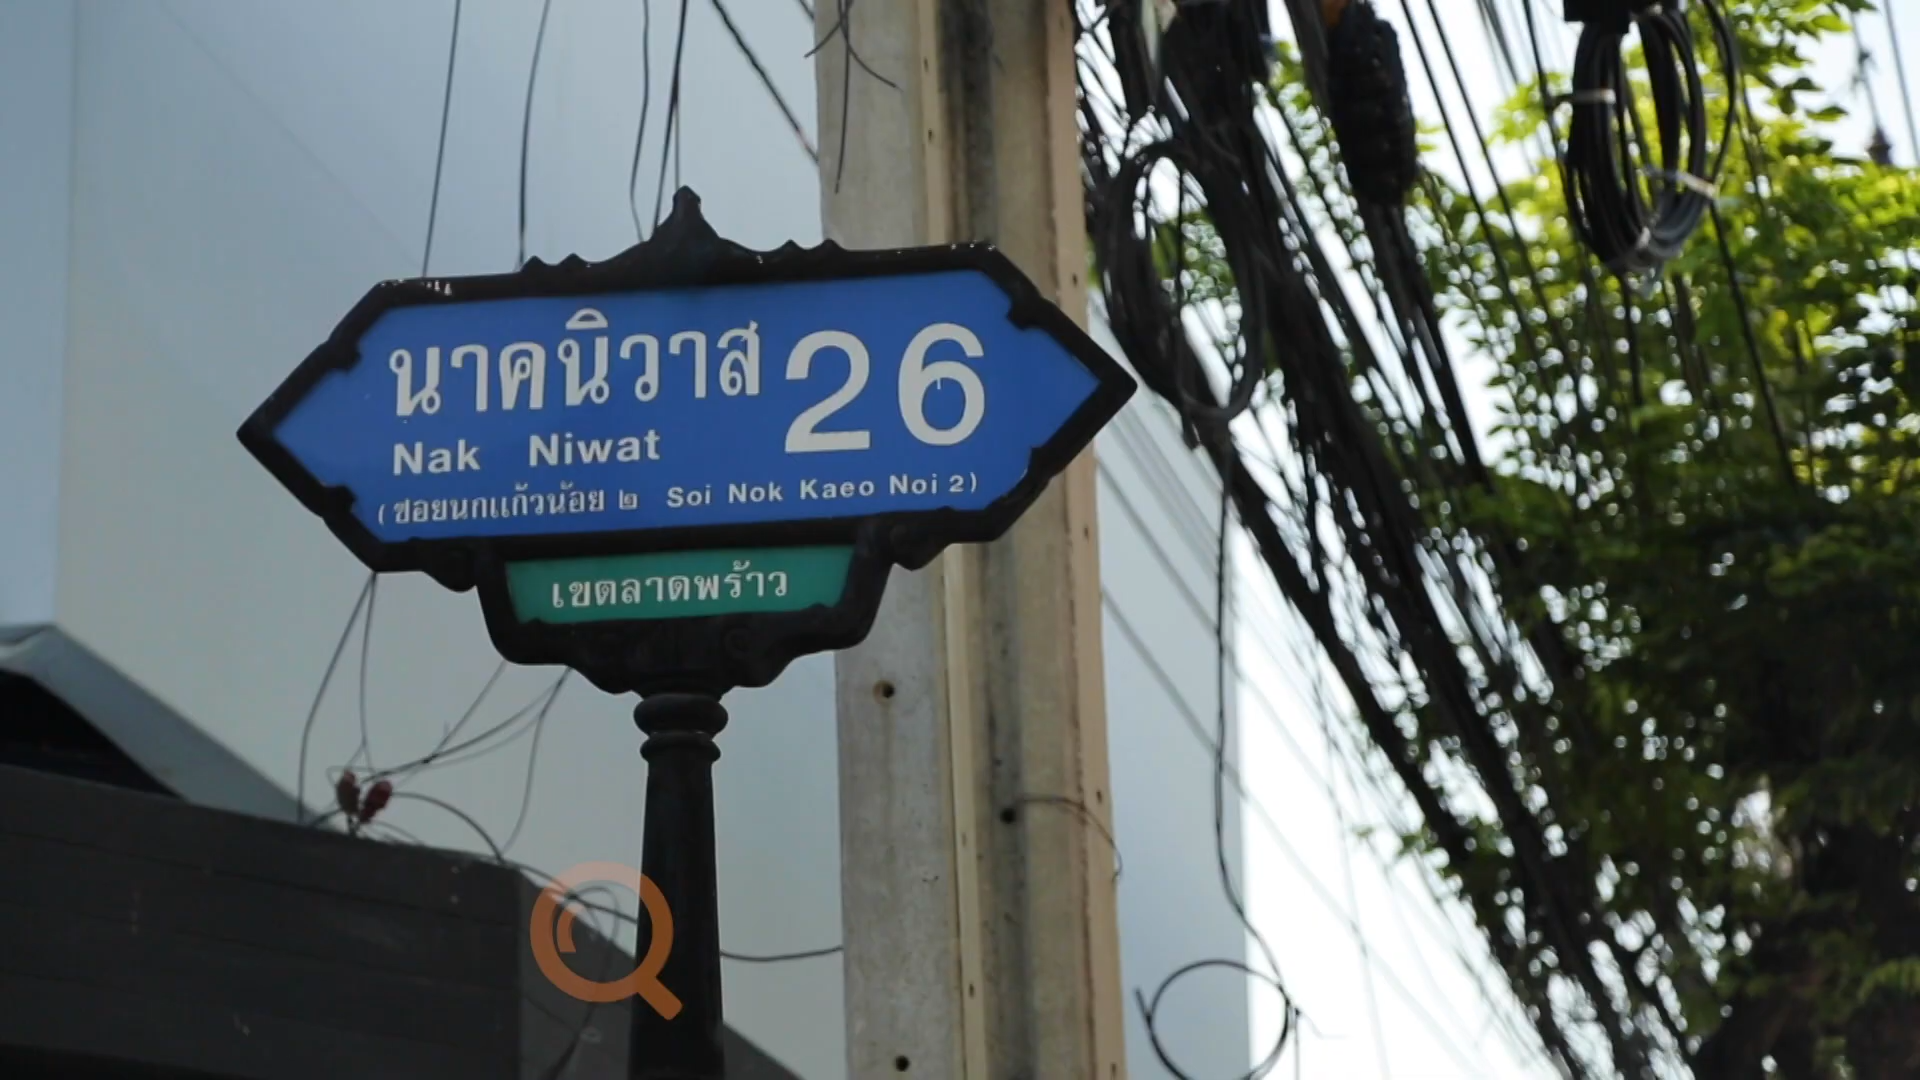 นาคนิวาส 26
Nak Niwat
(ซอยนกแก้วน้อย ๒ Soi Nok Kaeo Noi 2)
เขตลาดพร้าว